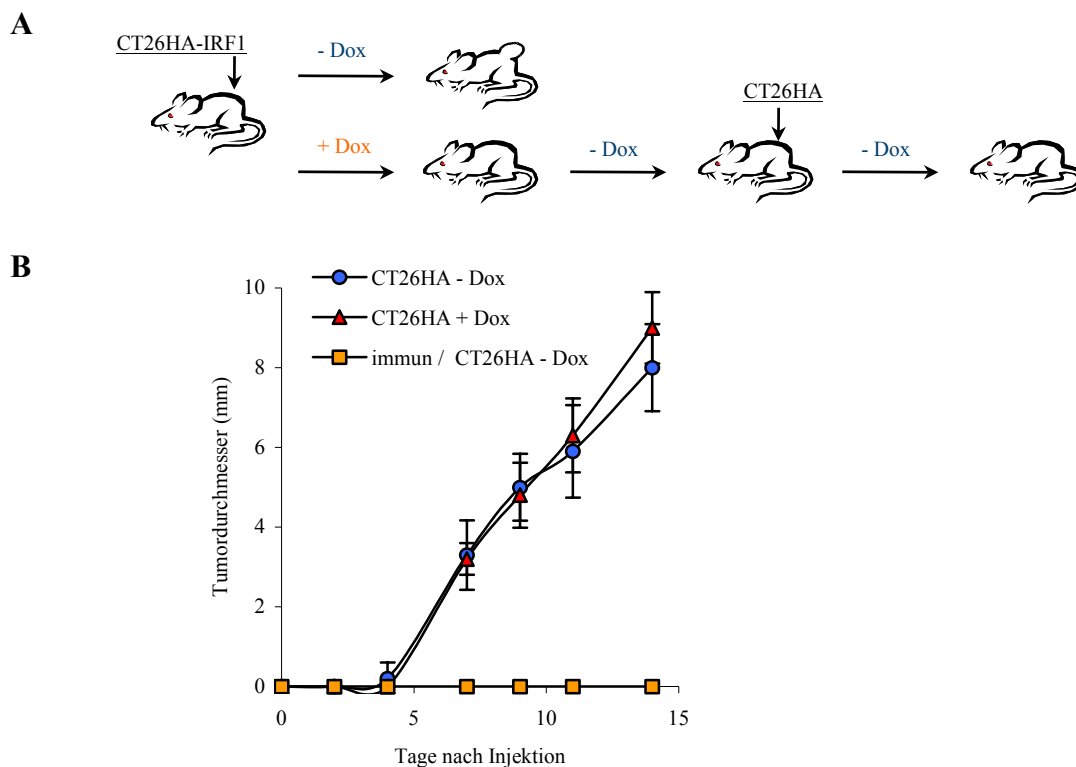 A
CT26HA-IRF1
- Dox
+ Dox
- Dox
CT26HA
- Dox
B
CT26HA - Dox
CT26HA + Dox
immun / CT26HA - Dox
Tumordurchmesser (mm)
10
8
6
4
2
0
0
5
10
15
Tage nach Injektion